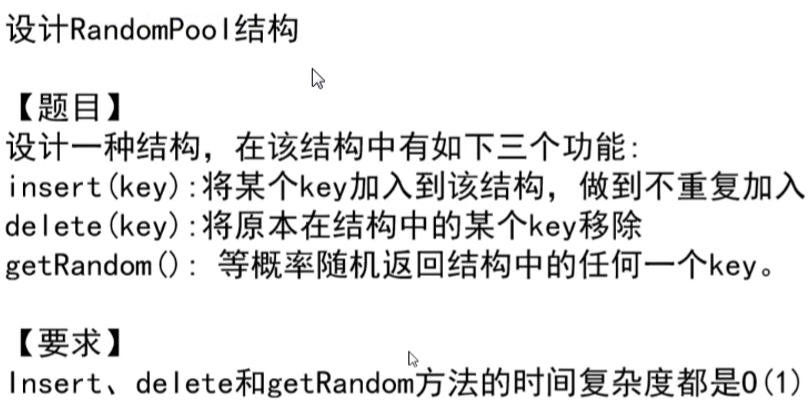 设计RandomPool结构
【题目】
设计一种结构，在该结构中有如下三个功能:
insert(key):将某个key加入到该结构，做到不重复加入
delete(key):将原本在结构中的某个key移除
getRandom(): 等概率随机返回结构中的任何一个key。
【要求】
Insert、delete和getRandom方法的时间复杂度都是O(1)